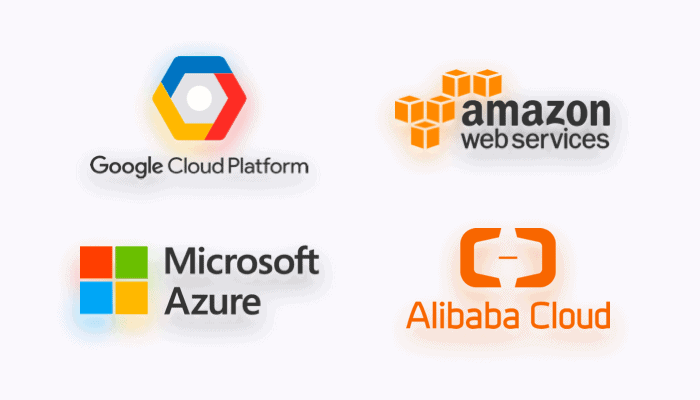 Google Cloud Platform
amazon
web services
Microsoft
Azure
Alibaba Cloud